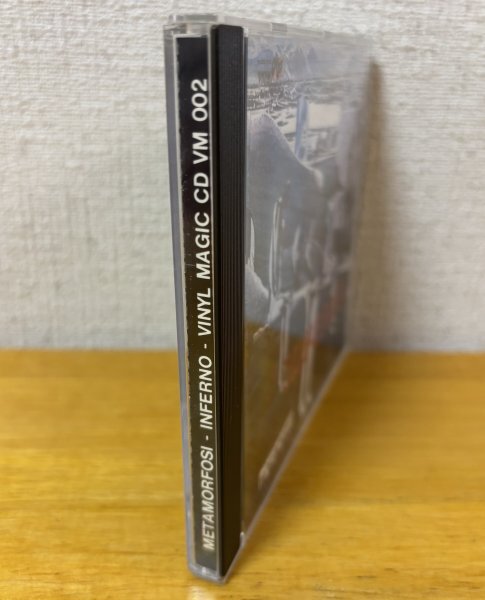 METAMORFOSI - INFERNO - VINYL MAGIC CD VM 002